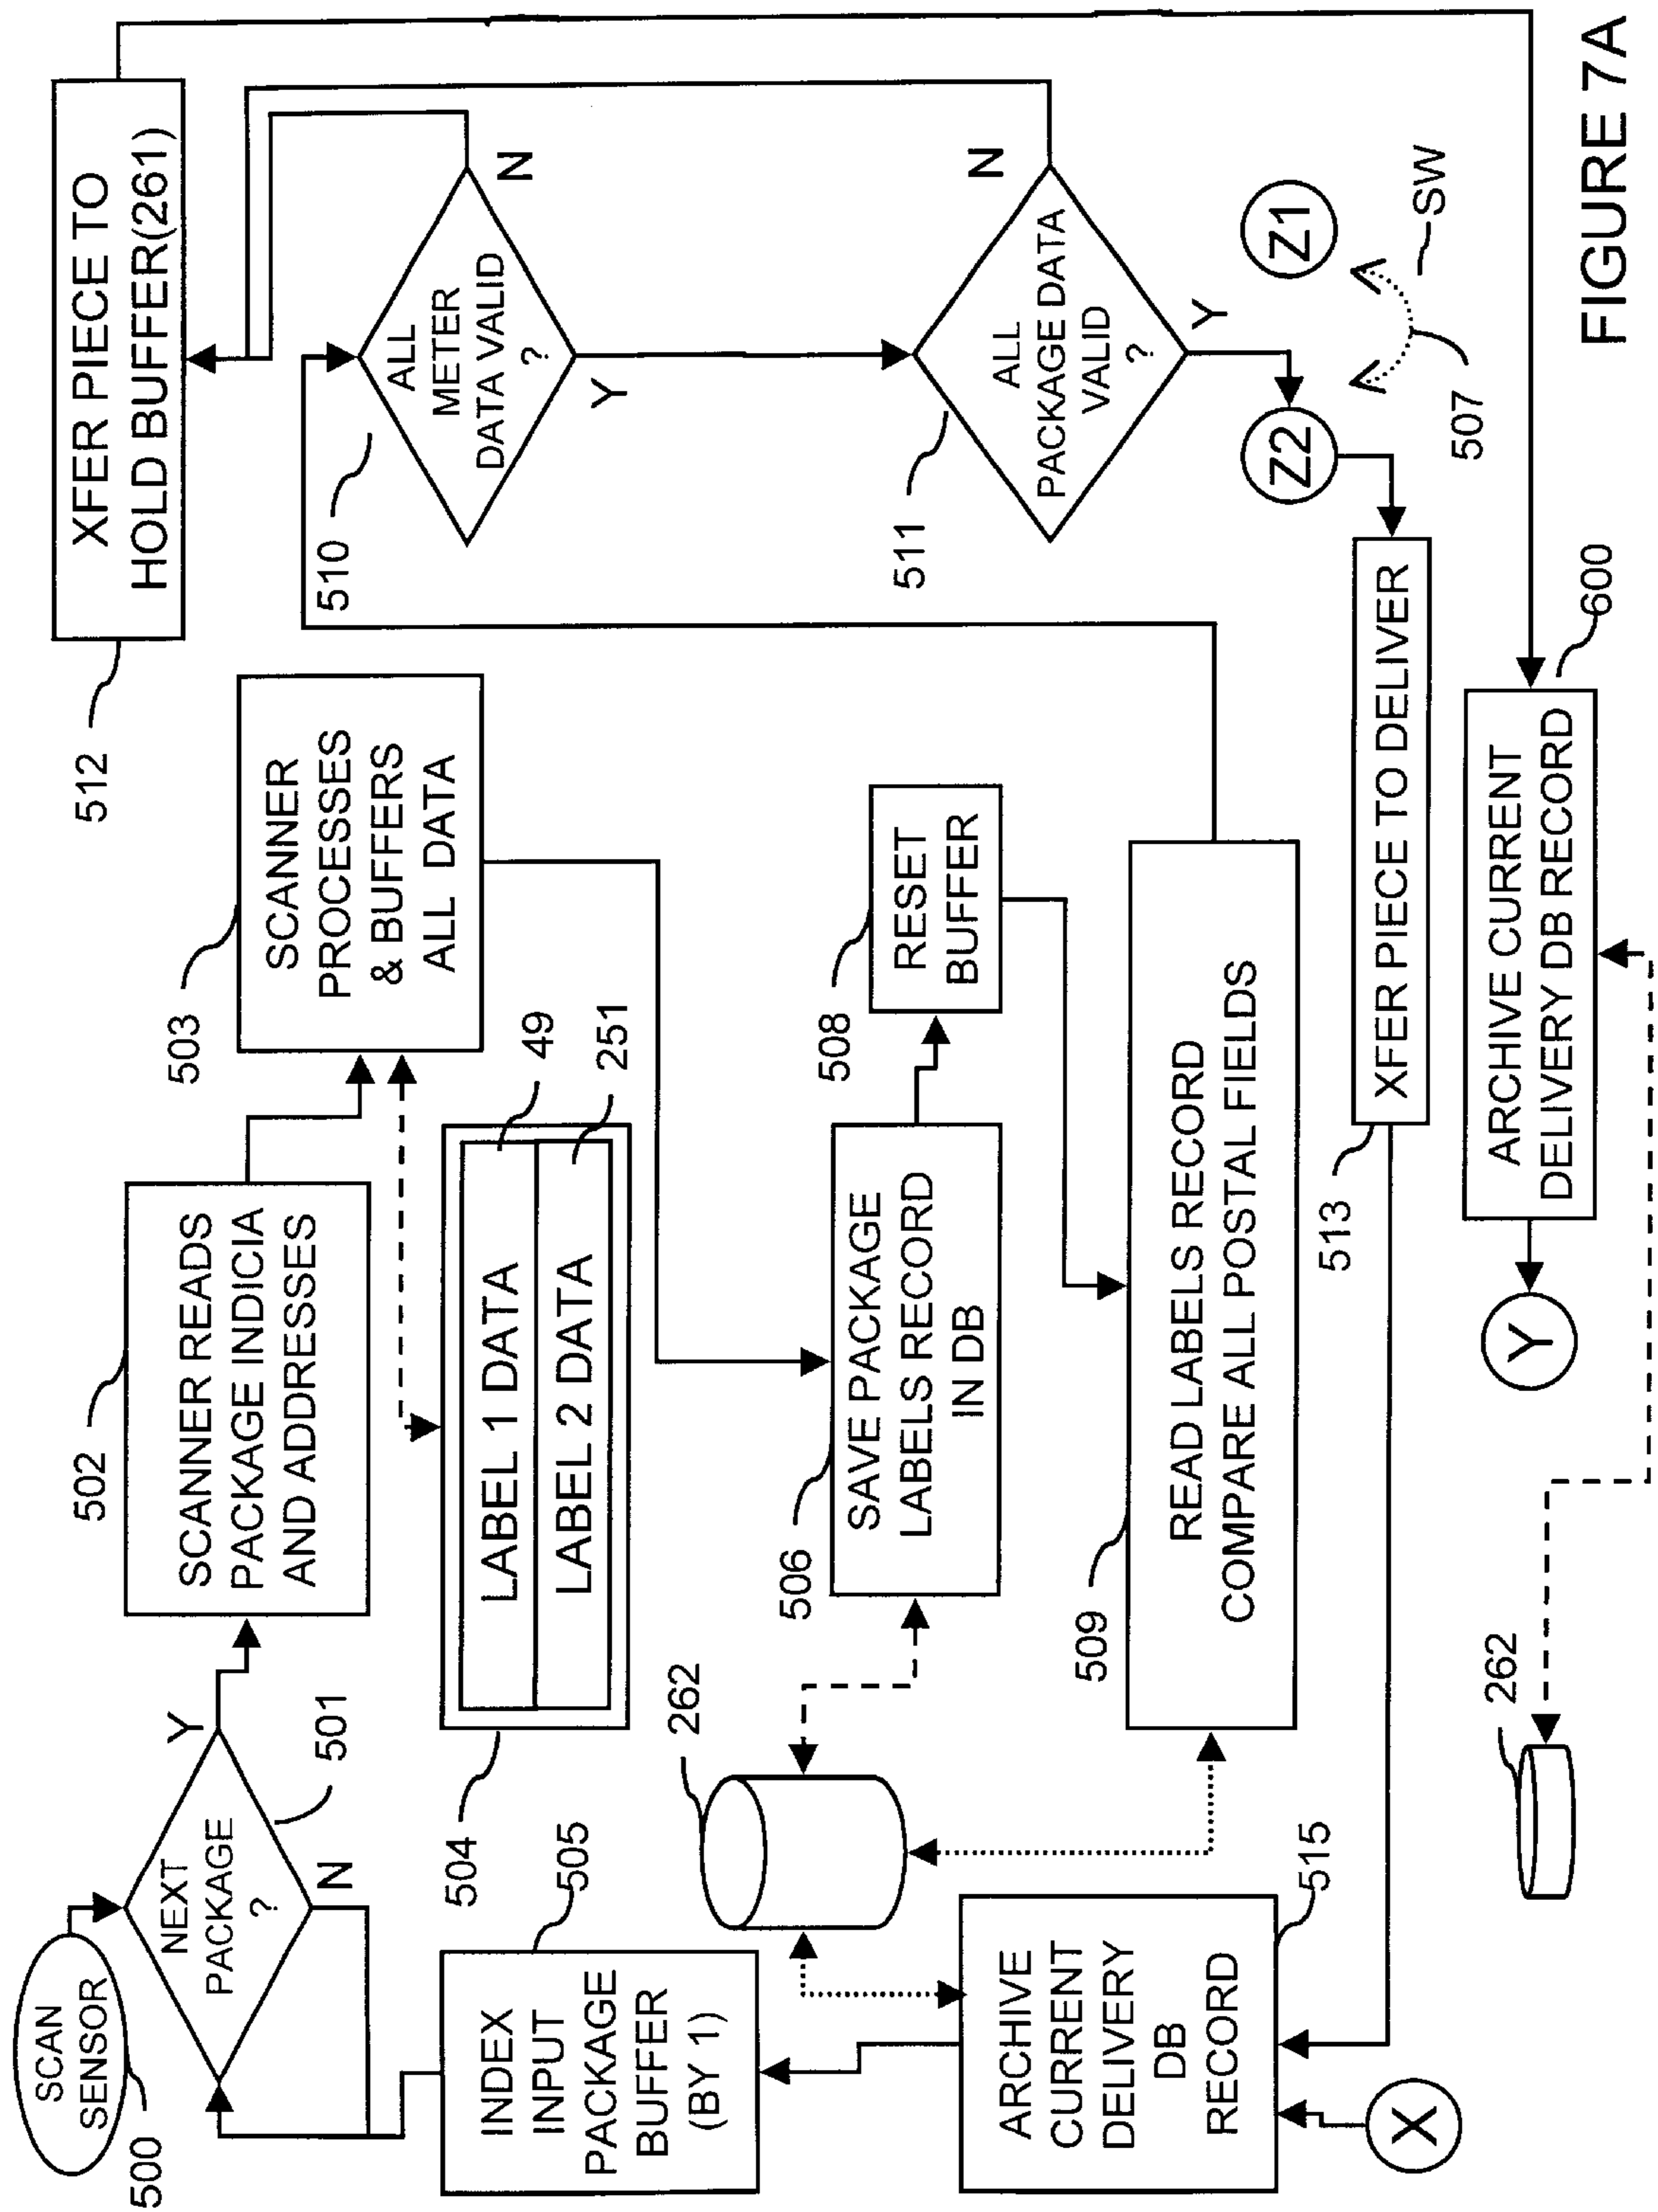 SCAN
SENSOR
500
NEXT
PACKAGE
?
Y
N
501
502
SCANNER READS
PACKAGE INDICIA
AND ADDRESSES
503
SCANNER
PROCESSES
& BUFFERS
ALL DATA
512
XFER PIECE TO
HOLD BUFFER(261)
504
LABEL 1 DATA
LABEL 2 DATA
49
251
510
ALL
METER
DATA VALID
?
N
Y
505
INDEX
INPUT
PACKAGE
BUFFER
(BY 1)
262
506
SAVE PACKAGE
LABELS RECORD
IN DB
508
RESET
BUFFER
511
ALL
PACKAGE DATA
VALID
?
N
Y
ARCHIVE
CURRENT
DELIVERY
DB
RECORD
515
509
READ LABELS RECORD
COMPARE ALL POSTAL FIELDS
Z2
Z1
SW
507
X
513
XFER PIECE TO DELIVER
262
Y
ARCHIVE CURRENT
DELIVERY DB RECORD
600
FIGURE 7A